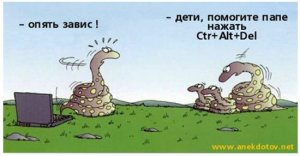 – опять завис !
– дети, помогите папе
нажать
Ctr+Alt+Del
www.anekdotov.net